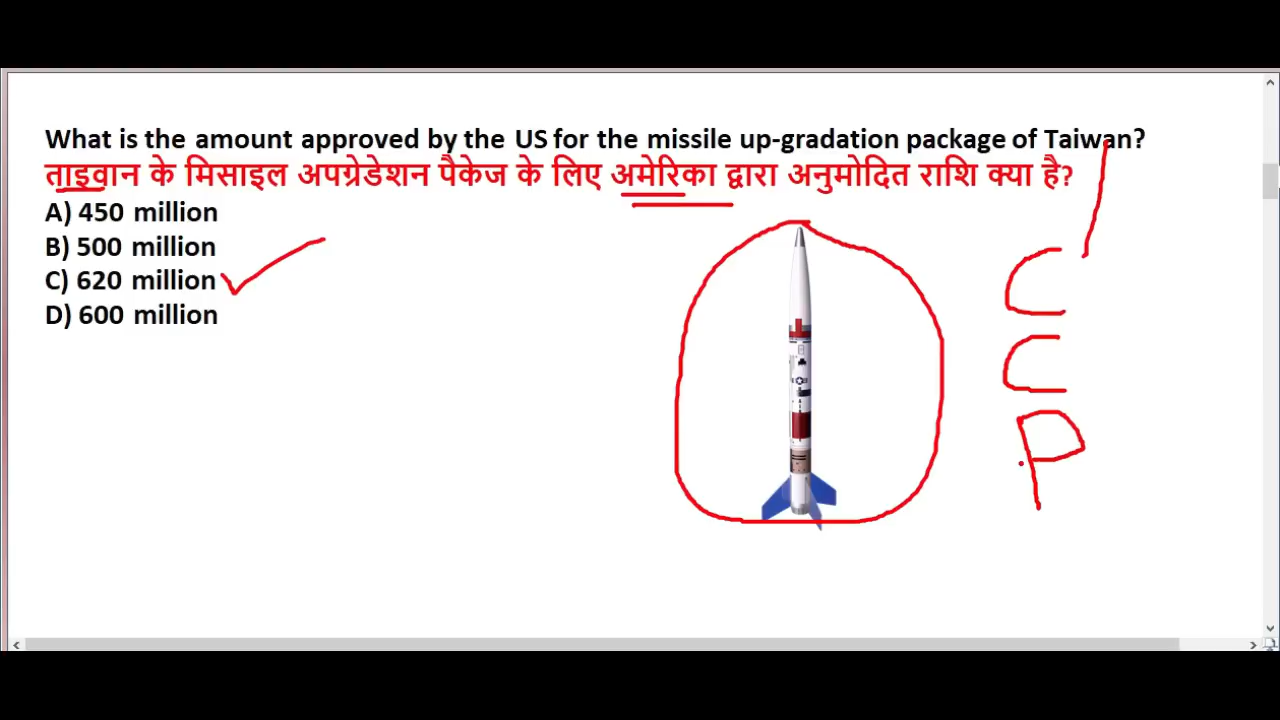 What is the amount approved by the US for the missile up-gradation package of Taiwan?
ताइवान के मिसाइल अपग्रेडेशन पैकेज के लिए अमेरिका द्वारा अनुमोदित राशि क्या है?
A) 450 million
B) 500 million
C) 620 million
D) 600 million
C
C
P